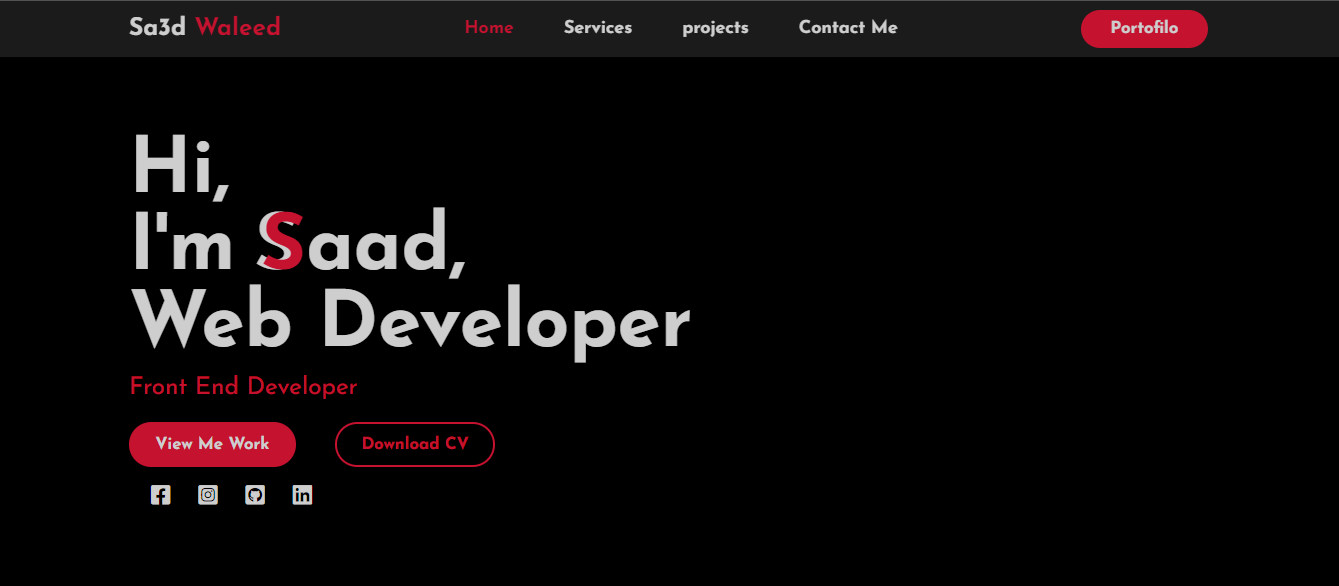 Sa3d Waleed Home Services projects Contact Me Portofilo
Hi,
I'm Saad,
Web Developer
Front End Developer
View Me Work Download CV